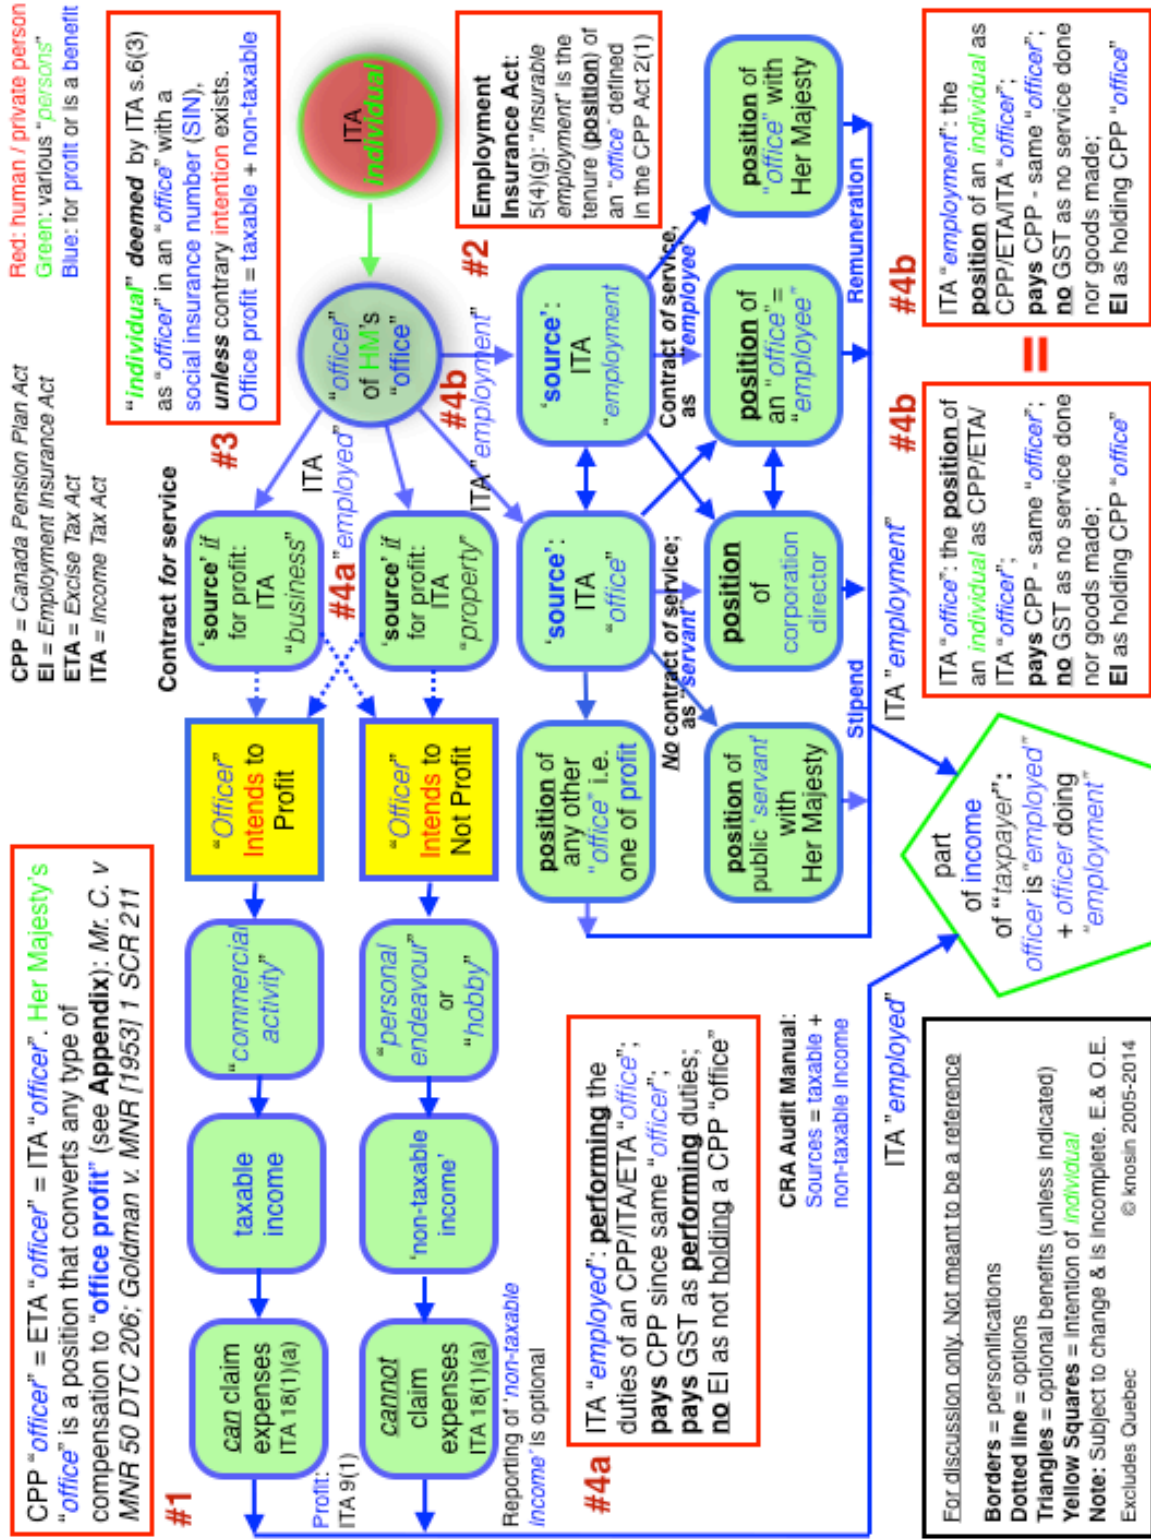 CPP "officer" = ETA "officer" = ITA "officer". Her Majesty's
"office" is a position that converts any type of
compensation to "office profit" (see Appendix): Mr. C. v
MNR 50 DTC 206; Goldman v. MNR [1953] 1 SCR 211
#1
CPP = Canada Pension Plan Act
EI = Employment Insurance Act
ETA = Excise Tax Act
ITA = Income Tax Act
Red: human / private person
Green: various "persons"
Blue: for profit or is a benefit
#3
"individual" deemed by ITA s.6(3)
as "officer" in an "office" with a
social insurance number (SIN),
unless contrary intention exists.
Office profit = taxable + non-taxable
Contract for service
can claim
expenses
ITA 18(1)(a)
taxable
income
"commercial
activity"
"Officer"
Intends to
Profit
'source' if
for profit:
ITA
"business"
ITA
#4a "employed"
"officer"
of HM's
"office"
ITA
individual
Profit:
ITA 9(1)
cannot
claim
expenses
ITA 18(1)(a)
'non-taxable
income'
"personal
endeavour"
or
"hobby"
"Officer"
Intends to
Not Profit
'source' if
for profit:
ITA
"property"
#4b
ITA "employment"
Reporting of 'non-taxable
income' is optional
#2
Employment
Insurance Act:
5(4)(g): "Insurable
employment" is the
tenure (position) of
an "office" defined
in the CPP Act 2(1)
position of
any other
"office" i.e.
one of profit
'source':
ITA
"office"
'source':
ITA
"employment"
No contract of service;
as "servant"
Contract of service,
as "employee"
#4a
ITA "employed": performing the
duties of an CPP/ITA/ETA "office";
pays CPP since same "officer";
pays GST as performing duties;
no EI as not holding a CPP "office"
position of
public 'servant'
with
Her Majesty
position
of
corporation
director
position of
an "office"=
"employee"
position of
"office" with
Her Majesty
CRA Audit Manual:
Sources = taxable +
non-taxable income
Stipend
Remuneration
ITA "employed"
ITA "employment"
part
of income
of "taxpayer":
officer is "employed"
+ officer doing
"employment"
For discussion only. Not meant to be a reference
Borders = personifications
Dotted line = options
Triangles = optional benefits (unless indicated)
Yellow Squares = Intention of individual
Note: Subject to change & is incomplete. E.& O.E.
Excludes Quebec © knosin 2005-2014
#4b
ITA "office": the position of
an individual as CPP/ETA/
ITA "officer";
pays CPP - same "officer";
no GST as no service done
nor goods made;
EI as holding CPP "office"
=
#4b
ITA "employment": the
position of an individual as
CPP/ETA/ITA "officer";
pays CPP - same "officer";
no GST as no service done
nor goods made;
EI as holding CPP "office"